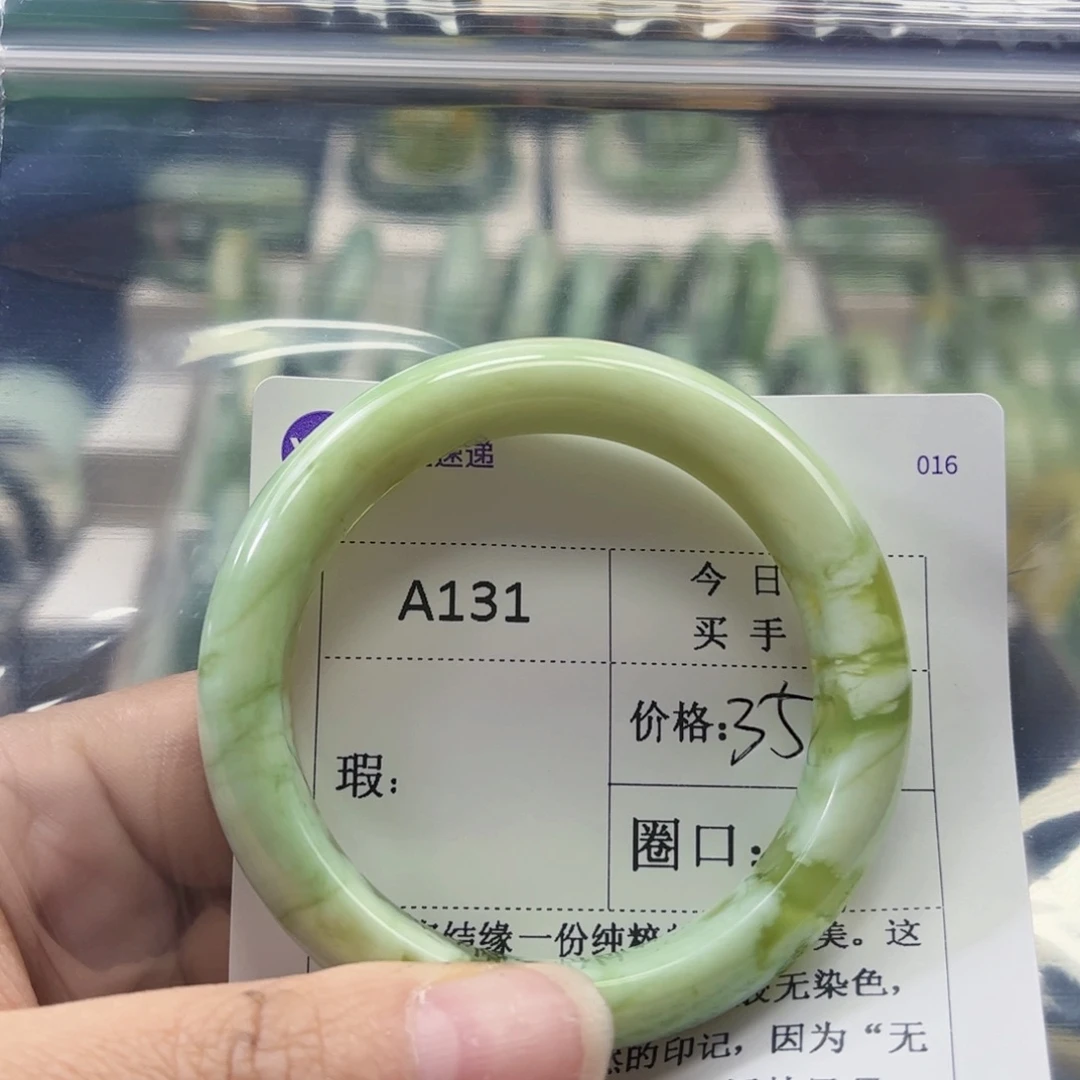 速递
016
A131
今日
买手
价格:35
瑕:
圈口:
结缘一份纯粹 美。这
无染色,
的印记,因为“无